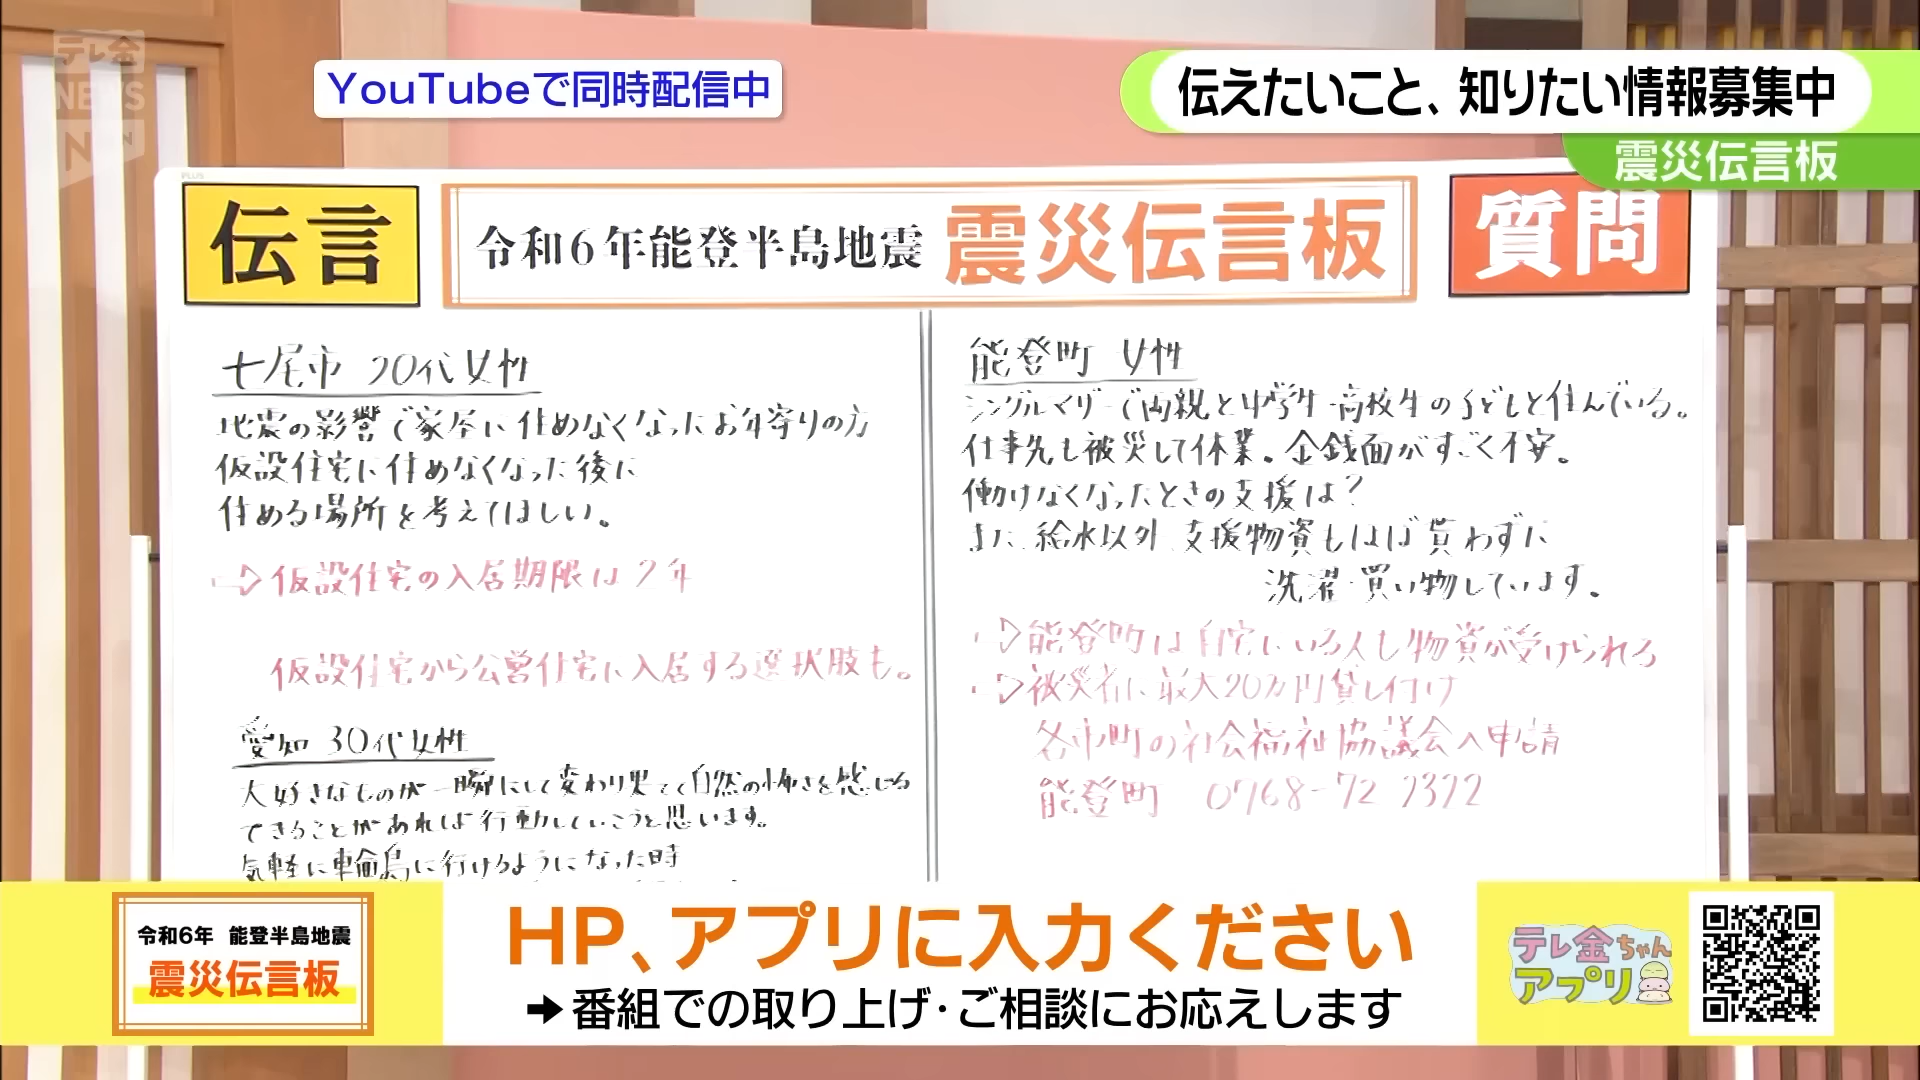 テレ金
NEWS
YouTubeで同時配信中
伝えたいこと、知りたい情報募集中
震災伝言板
PLUS
伝言
令和6年能登半島地震 震災伝言板
質問
七尾市 20代女性
地震の影響で家屋に住めなくなったお年寄りの方
仮設住宅に住めなくなった後に
住める場所を考えてほしい。
⇒仮設住宅の入居期限は2年
仮設住宅から公営住宅に入居する選択肢も。
愛知 30代女性
大好きなものが一瞬にして変わり果てて自然の怖さを感じる
できることがあれば行動していこうと思います。
気軽に輪島に行けるようになった時
能登町 女性
シングルマザーで両親と中学生・高校生の子どもと住んでいる。
仕事先も被災して休業。金銭面がすごく不安。
働けなくなったときの支援は?
また給水以外支援物資もほぼ貰わずに
洗濯・買い物しています。
⇒能登町は自宅にいる人も物資が受けられる
⇒被災者に最大20万円貸し付け
各市町の社会福祉協議会へ申請
能登町 0768-72-2322
令和6年 能登半島地震
震災伝言板
HP、アプリに入力ください
➡番組での取り上げ・ご相談にお応えします
テレ金ちゃん
アプリ